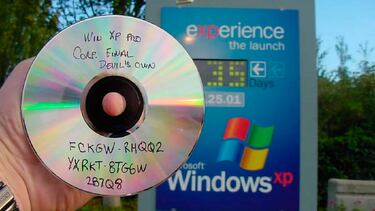 WIN XP PRO
CORP FINAL
DEVIL'S OWN
FCKGW-RHQQ2
YXRKT-8TG6W
2B7Q8
experience
the launch
Days
25.01
Microsoft
Windows xp